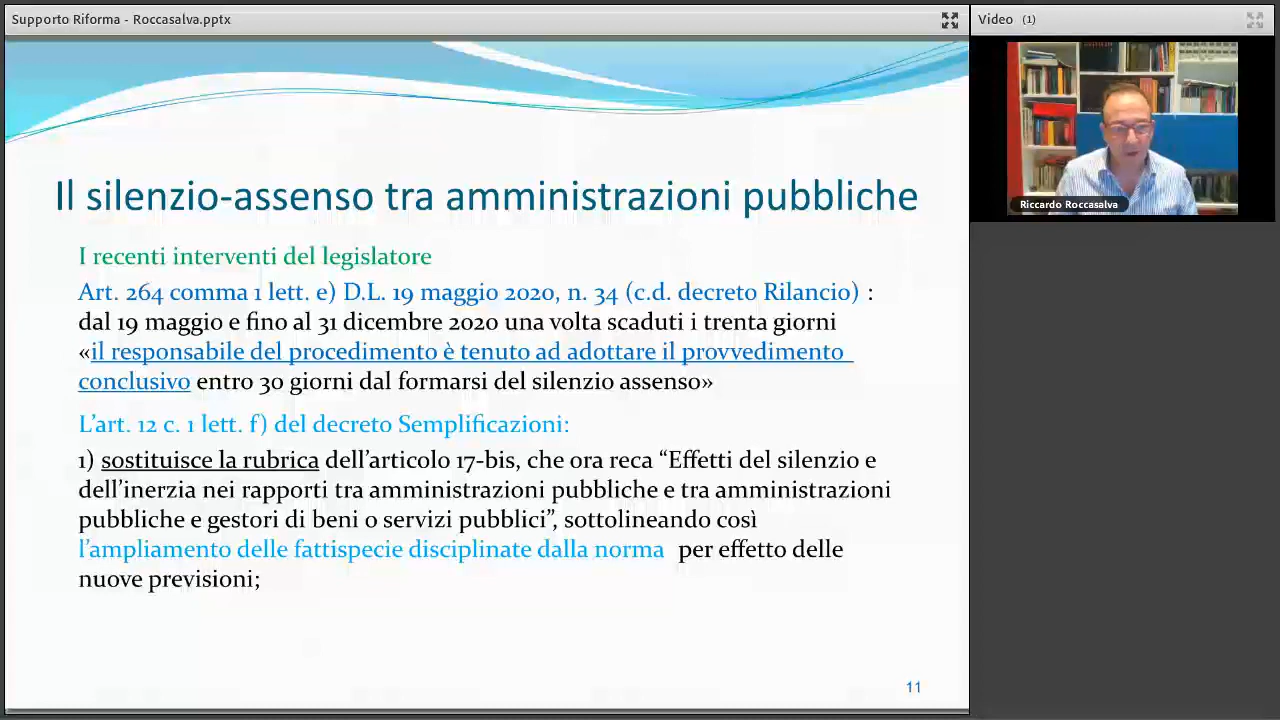 Supporto Riforma - Roccasalva.pptx
Video (1)
Riccardo Roccasalva
Il silenzio-assenso tra amministrazioni pubbliche
I recenti interventi del legislatore
Art. 264 comma 1 lett. e) D.L. 19 maggio 2020, n. 34 (c.d. decreto Rilancio) :
dal 19 maggio e fino al 31 dicembre 2020 una volta scaduti i trenta giorni
«il responsabile del procedimento è tenuto ad adottare il provvedimento
conclusivo entro 30 giorni dal formarsi del silenzio assenso»
L’art. 12 c. 1 lett. f) del decreto Semplificazioni:
1) sostituisce la rubrica dell’articolo 17-bis, che ora reca “Effetti del silenzio e
dell’inerzia nei rapporti tra amministrazioni pubbliche e tra amministrazioni
pubbliche e gestori di beni o servizi pubblici”, sottolineando così
l’ampliamento delle fattispecie disciplinate dalla norma per effetto delle
nuove previsioni;
11